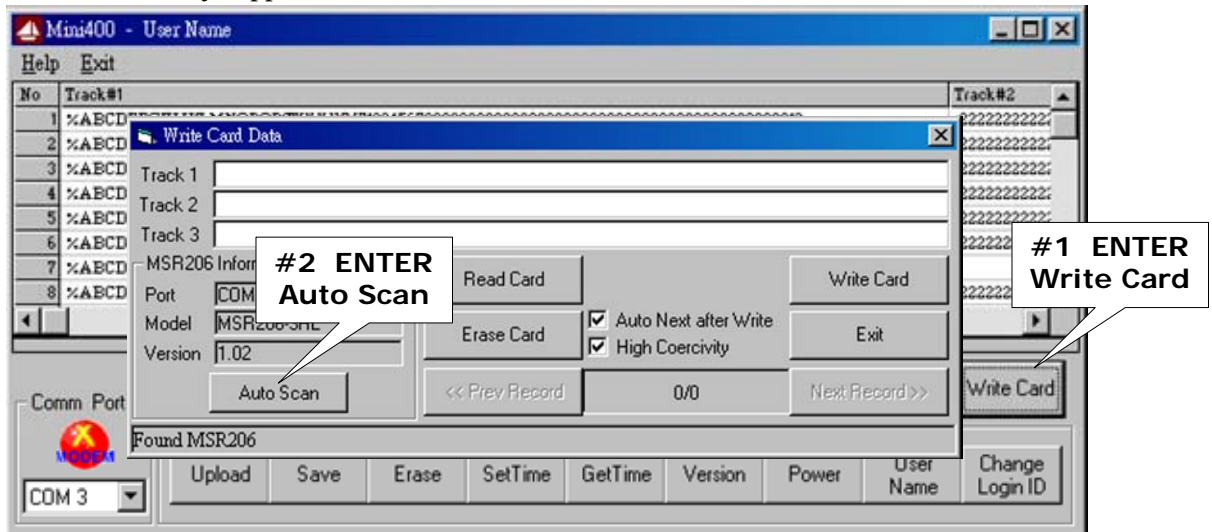 Mini400 - User Name
Help Exit
No Track#1 Track#2
1 %ABCD
2 %ABCD
3 %ABCD
4 %ABCD
5 %ABCD
6 %ABCD
7 %ABCD
8 %ABCD
Write Card Data
Track 1
Track 2
Track 3
MSR206 Inform
Port COM
Model MSR206-3HL
Version 1.02
Auto Scan
Read Card
Write Card
Erase Card
Auto Next after Write
High Coercivity
Exit
<< Prev Record
0/0
Next Record >>
Found MSR206
#2 ENTER
Auto Scan
#1 ENTER
Write Card
Write Card
Comm Port
X
MODEM
COM 3
Upload Save Erase SetTime GetTime Version Power User Name Change Login ID